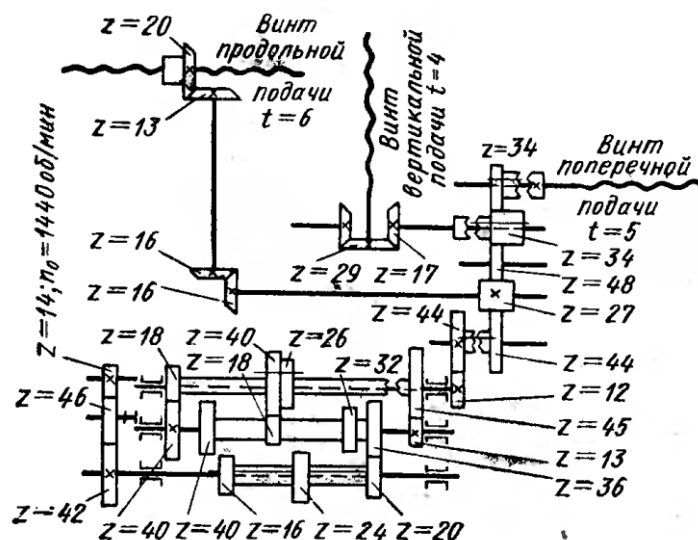 z=20
Винт
продольной
подачи
t=6
z=13
Винт
вертикальной
подачи t=4
z=34
Винт
поперечной
подачи
t=5
z=34
z=48
z=27
z=16
z=16
z=29
z=17
z=14; n₀=1440об/мин
z=18
z=40
z=26
z=18
z=32
z=44
z=44
z=12
z=46
z=45
z=13
z=36
z=42
z=40
z=40
z=16
z=24
z=20